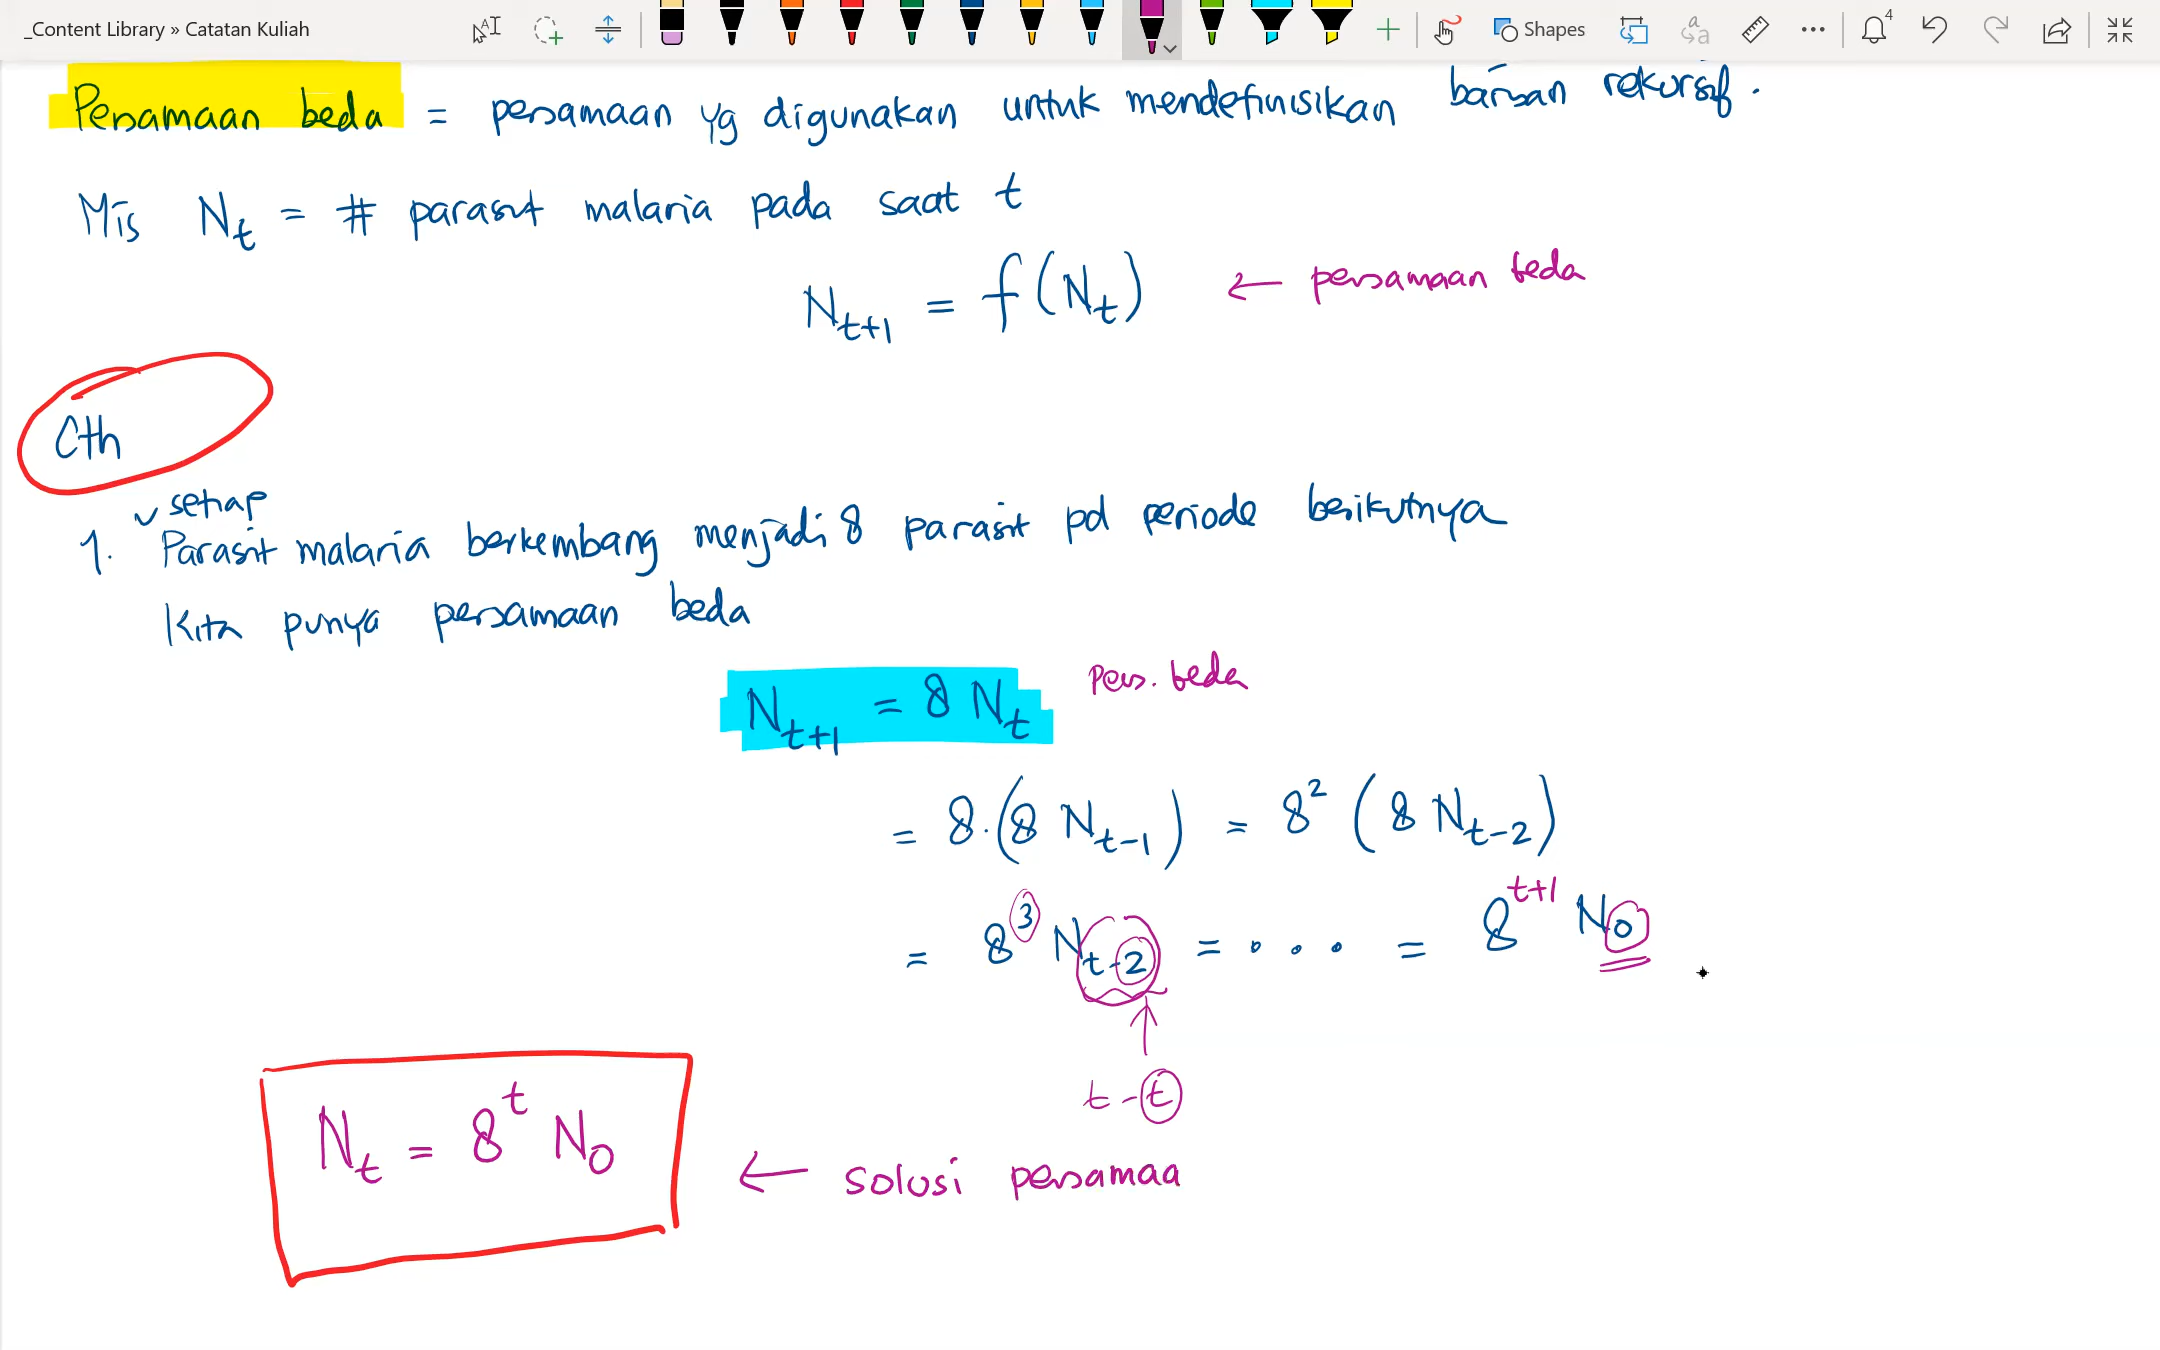 _Content Library » Catatan Kuliah
Shapes
4
Persamaan beda = persamaan yg digunakan untuk mendefinisikan barisan rekursif.
Mis N_t = # parasit malaria pada saat t
N_{t+1} = f(N_t) ← persamaan beda
Cth
✓ setiap
1. Parasit malaria berkembang menjadi 8 parasit pd periode berikutnya
Kita punya persamaan beda
N_{t+1} = 8 N_t Pers. beda
= 8.(8 N_{t-1}) = 8^2 (8 N_{t-2})
= 8^3 N_{t-2} = ... = 8^{t+1} N_0
↑
t - t
N_t = 8^t N_0 ← solusi persamaa